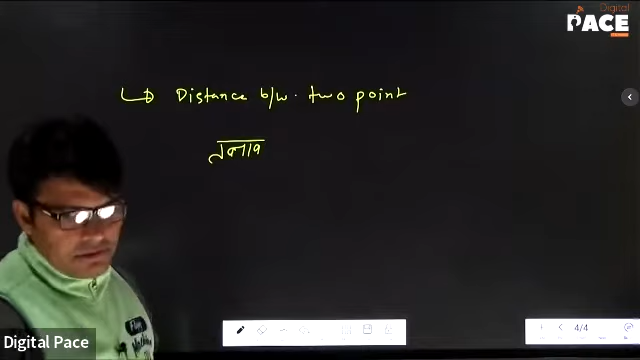 Digital
PACE
↳ Distance b/w. two point
4/4
Digital Pace